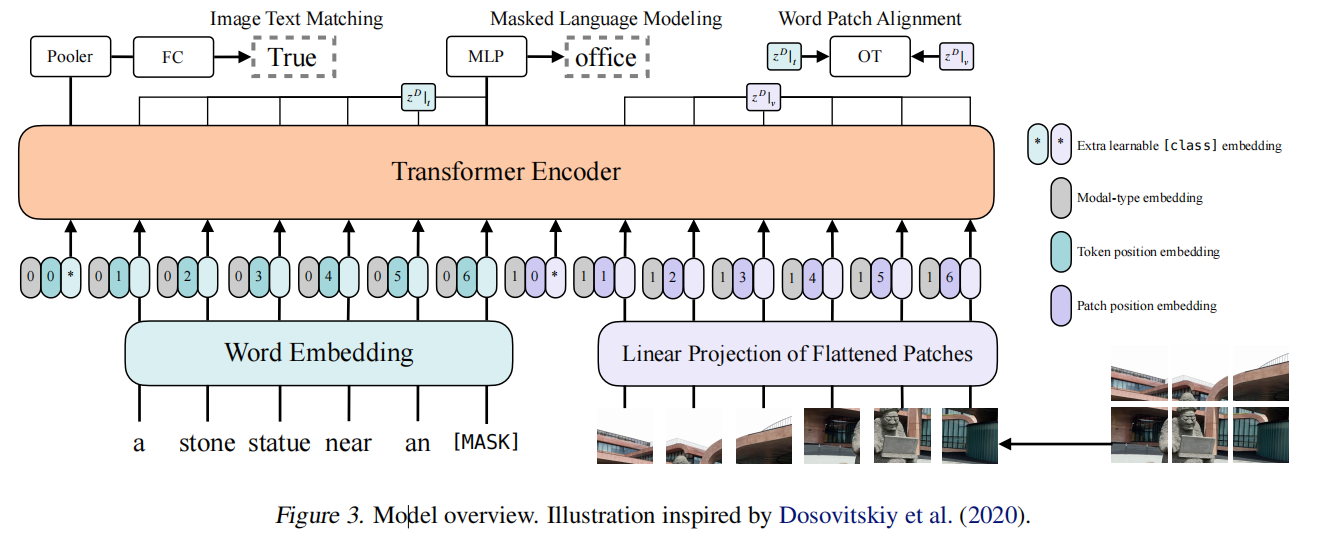 Image Text Matching Masked Language Modeling Word Patch Alignment
Pooler FC True MLP office z^D|_t OT z^D|_v
z^D|_t z^D|_v
Transformer Encoder
* * Extra learnable [class] embedding
Modal-type embedding
Token position embedding
Patch position embedding
0 0 * 0 1 0 2 0 3 0 4 0 5 0 6 1 0 * 1 1 1 2 1 3 1 4 1 5 1 6
Word Embedding Linear Projection of Flattened Patches
a stone statue near an [MASK]
Figure 3. Model overview. Illustration inspired by Dosovitskiy et al. (2020).